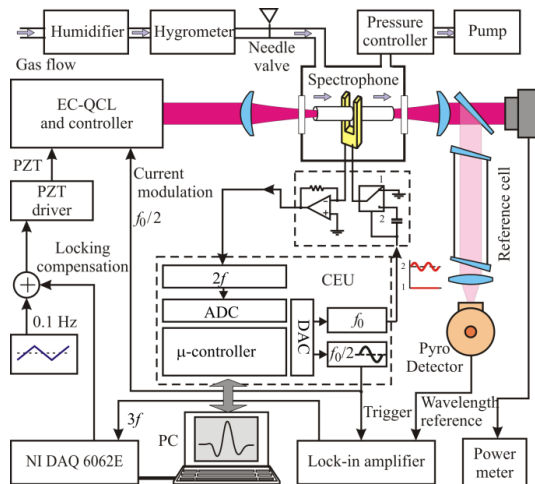 Humidifier
Hygrometer
Pressure
controller
Pump
Gas flow
Needle
valve
Spectrophone
EC-QCL
and controller
PZT
Current
modulation
f₀/2
PZT
driver
Locking
compensation
0.1 Hz
1
2
2
1
Reference cell
2f
CEU
ADC
μ-controller
DAC
f₀
f₀/2
Pyro
Detector
Trigger
Wavelength
reference
3f
PC
NI DAQ 6062E
Lock-in amplifier
Power
meter